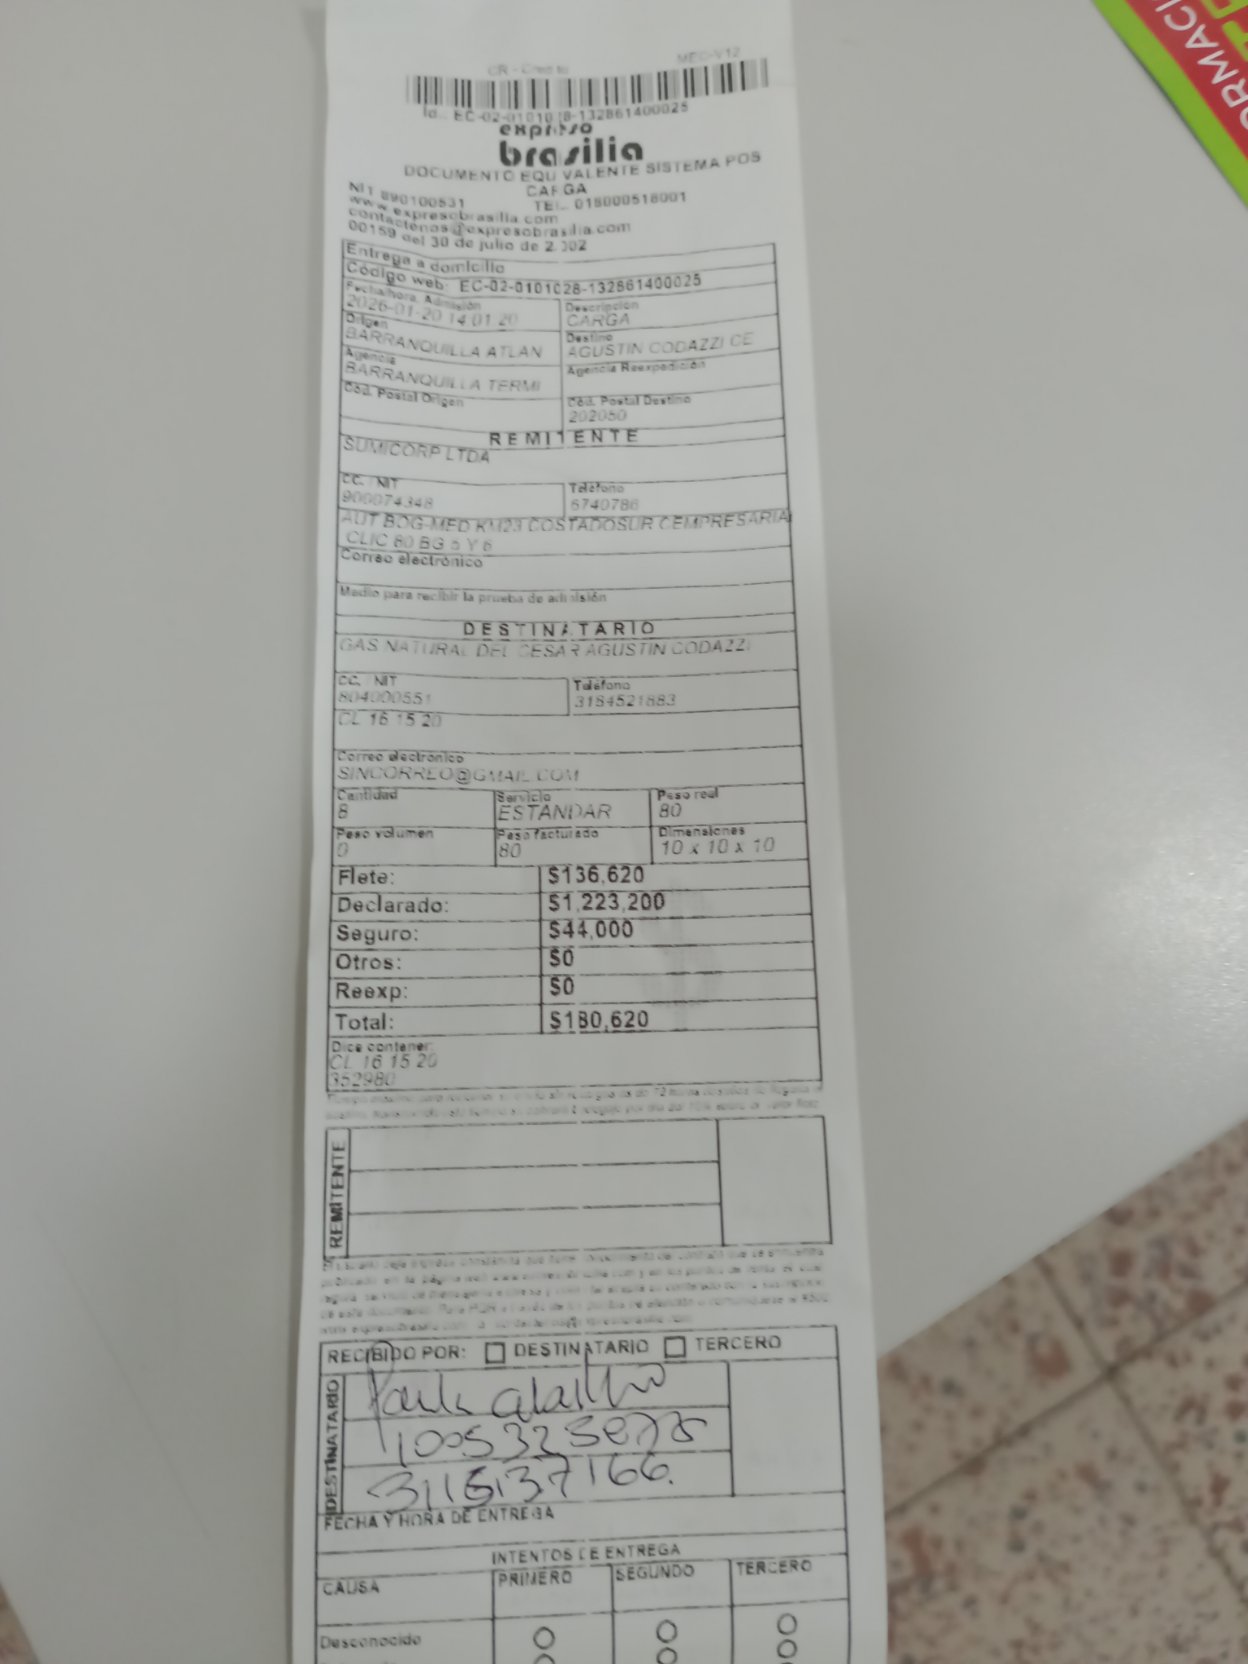 CR - Credito
MEC-V12
Id.: EC-02-0101028-132861400025
expreso
brasilia
DOCUMENTO EQUIVALENTE SISTEMA POS
CARGA
NIT 890100531 TEL. 018000518001
www.expresobrasilia.com
contactenos@expresobrasilia.com
00159 del 30 de julio de 2.002
Entrega a domicilio
Código web: EC-02-0101028-132861400025
Fecha/hora. Admisión Descripción
2026-01-20 14:01:20 CARGA
Origen Destino
BARRANQUILLA ATLAN AGUSTIN CODAZZI CE
Agencia Agencia Reexpedición
BARRANQUILLA TERMI
Cód. Postal Origen Cód. Postal Destino
202050
REMITENTE
SUMICORP LTDA
CC. / NIT Teléfono
900074348 6740786
AUT BOG-MED KM23 COSTADOSUR CEMPRESARIA
CLIC 80 BG 5 Y 6
Correo electrónico
Medio para recibir la prueba de admisión
DESTINATARIO
GAS NATURAL DEL CESAR AGUSTIN CODAZZI
CC. / NIT Teléfono
804000551 3184521883
CL 16 15 20
Correo electrónico
SINCORREO@GMAIL.COM
Cantidad Servicio Peso real
8 ESTANDAR 80
Peso volumen Peso facturado Dimensiones
0 80 10 x 10 x 10
Flete: $136,620
Declarado: $1,223,200
Seguro: $44,000
Otros: $0
Reexp: $0
Total: $180,620
Dice contener:
CL 16 15 20
352980
REMITENTE
RECIBIDO POR: DESTINATARIO TERCERO
DESTINATARIO
3115137166.
FECHA Y HORA DE ENTREGA
INTENTOS DE ENTREGA
CAUSA PRIMERO SEGUNDO TERCERO
Desconocido